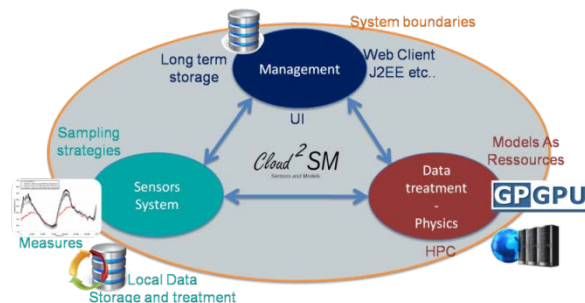 System boundaries
Long term
storage
Management
Web Client
J2EE etc..
UI
Sampling
strategies
Cloud2SM
Sensors and Models
Models As
Ressources
Sensors
System
Data
treatment
-
Physics
GPGPU
HPC
Measures
Local Data
Storage and treatment